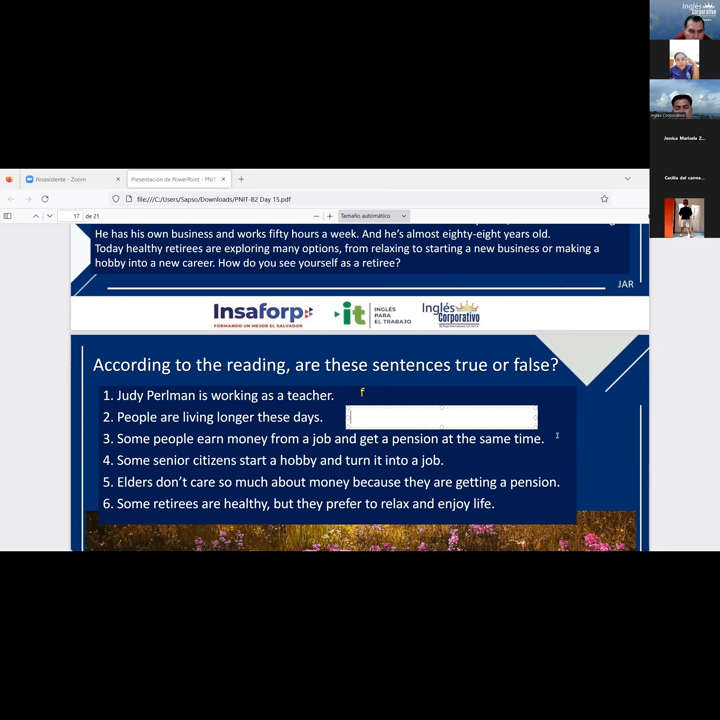 Inglés
Corporativo
Inglés Corporativo
Jessica Marisela Z...
Cecilia del carme...
Posasistente - Zoom
Presentación de PowerPoint - PNIT
file:///C:/Users/Sapso/Downloads/PNIT-B2 Day 15.pdf
17 de 21
Tamaño automático
He has his own business and works fifty hours a week. And he's almost eighty-eight years old.
Today healthy retirees are exploring many options, from relaxing to starting a new business or making a
hobby into a new career. How do you see yourself as a retiree?
JAR
Insaforp
FORMANDO UN MEJOR EL SALVADOR
it
INGLÉS
PARA
EL TRABAJO
Inglés
Corporativo
According to the reading, are these sentences true or false?
1. Judy Perlman is working as a teacher. f
2. People are living longer these days.
3. Some people earn money from a job and get a pension at the same time.
4. Some senior citizens start a hobby and turn it into a job.
5. Elders don't care so much about money because they are getting a pension.
6. Some retirees are healthy, but they prefer to relax and enjoy life.